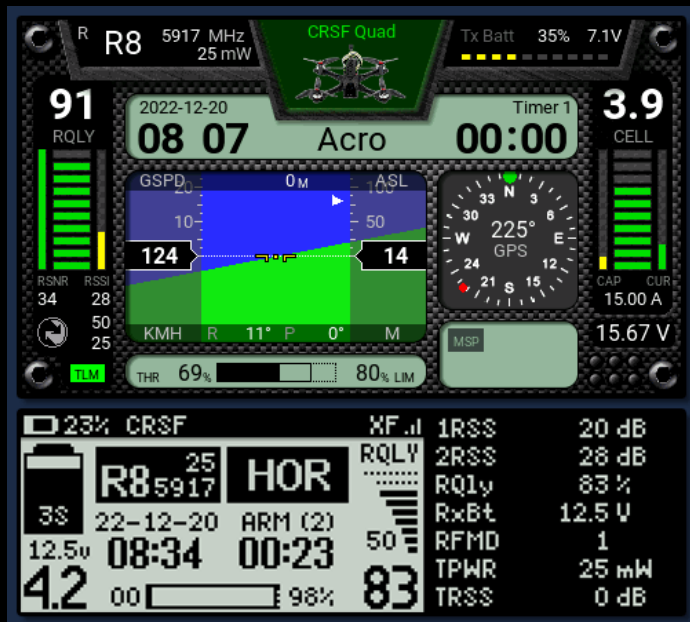 R R8 5917 MHz
25 mW
CRSF Quad
Tx Batt 35% 7.1V
91
RQLY
2022-12-20 Timer 1
08 07 Acro 00:00
3.9
CELL
GSPD 0M ASL
20 100
10 50
124 14
KMH R 11° P 0° M
33 N 3
30 6
W 225° E
GPS
24 12
21 S 15
RSNR RSSI
34 28
50
25
TLM
CAP CUR
15.00 A
15.67 V
MSP
THR 69% 80% LIM
23% CRSF XF
R8 25
5917
HOR
RQLY
3S
22-12-20 ARM (2)
12.5v 08:34 00:23 50
4.2 00 98% 83
1RSS 20 dB
2RSS 28 dB
RQly 83 %
RxBt 12.5 V
RFMD 1
TPWR 25 mW
TRSS 0 dB